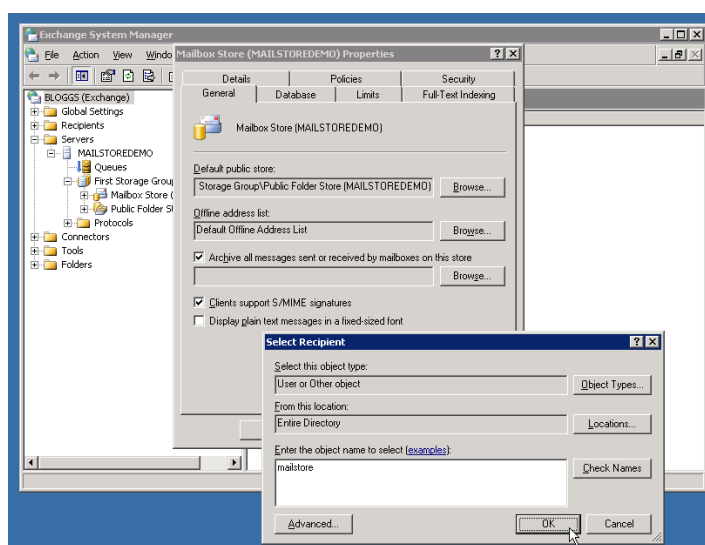 Exchange System Manager
File Action View Windo
BLOGGS (Exchange)
Global Settings
Recipients
Servers
MAILSTOREDEMO
Queues
First Storage Grou
Mailbox Store (
Public Folder S
Protocols
Connectors
Tools
Folders
Mailbox Store (MAILSTOREDEMO) Properties
Details Policies Security
General Database Limits Full-Text Indexing
Mailbox Store (MAILSTOREDEMO)
Default public store:
Storage Group\Public Folder Store (MAILSTOREDEMO) Browse...
Offline address list:
Default Offline Address List Browse...
Archive all messages sent or received by mailboxes on this store
Browse...
Clients support S/MIME signatures
Display plain text messages in a fixed-sized font
Select Recipient
Select this object type:
User or Other object Object Types...
From this location:
Entire Directory Locations...
Enter the object name to select (examples):
mailstore Check Names
Advanced... OK Cancel